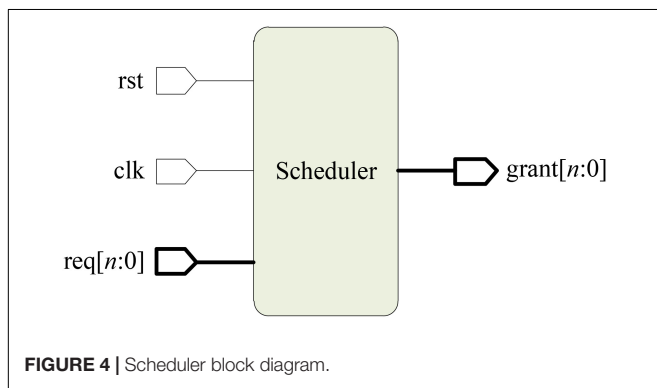 rst
clk
Scheduler
grant[n:0]
req[n:0]
FIGURE 4 | Scheduler block diagram.